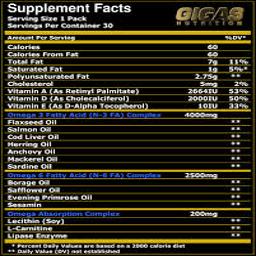 Supplement Facts
Serving Size 1 Pack
Servings Per Container 30
GIGAS
NUTRITION
Amount Per Serving %DV*
Calories 60
Calories From Fat 60
Total Fat 7g 11%
Saturated Fat 1g 5%*
Polyunsaturated Fat 2.75g **
Cholesterol 5mg 2%
Vitamin A (As Retinyl Palmitate) 2664IU 53%
Vitamin D (As Cholecalciferol) 2000IU 50%
Vitamin E (As D-Alpha Tocopherol) 10IU 33%
Omega 3 Fatty Acid (N-3 FA) Complex 4000mg
Flaxseed Oil **
Salmon Oil **
Cod Liver Oil **
Herring Oil **
Anchovy Oil **
Mackerel Oil **
Sardine Oil **
Omega 6 Fatty Acid (N-6 FA) Complex 2500mg
Borage Oil **
Safflower Oil **
Evening Primrose Oil **
Sesamin **
Omega Absorption Complex 200mg
Lecithin (Soy) **
L-Carnitine **
Lipase Enzyme **
* Percent Daily Values are based on a 2000 calorie diet
** Daily Value (DV) not established